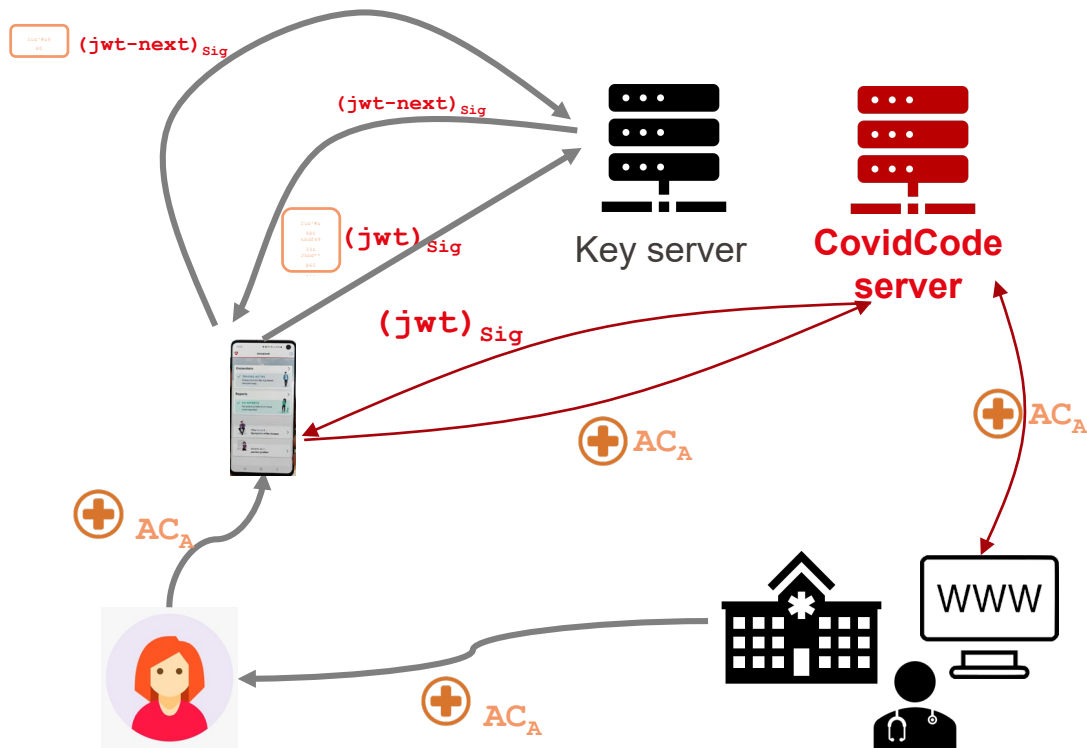 (jwt-next)Sig
(jwt-next)Sig
(jwt)Sig
Key server
CovidCode
server
(jwt)Sig
ACA
ACA
ACA
WWW
ACA